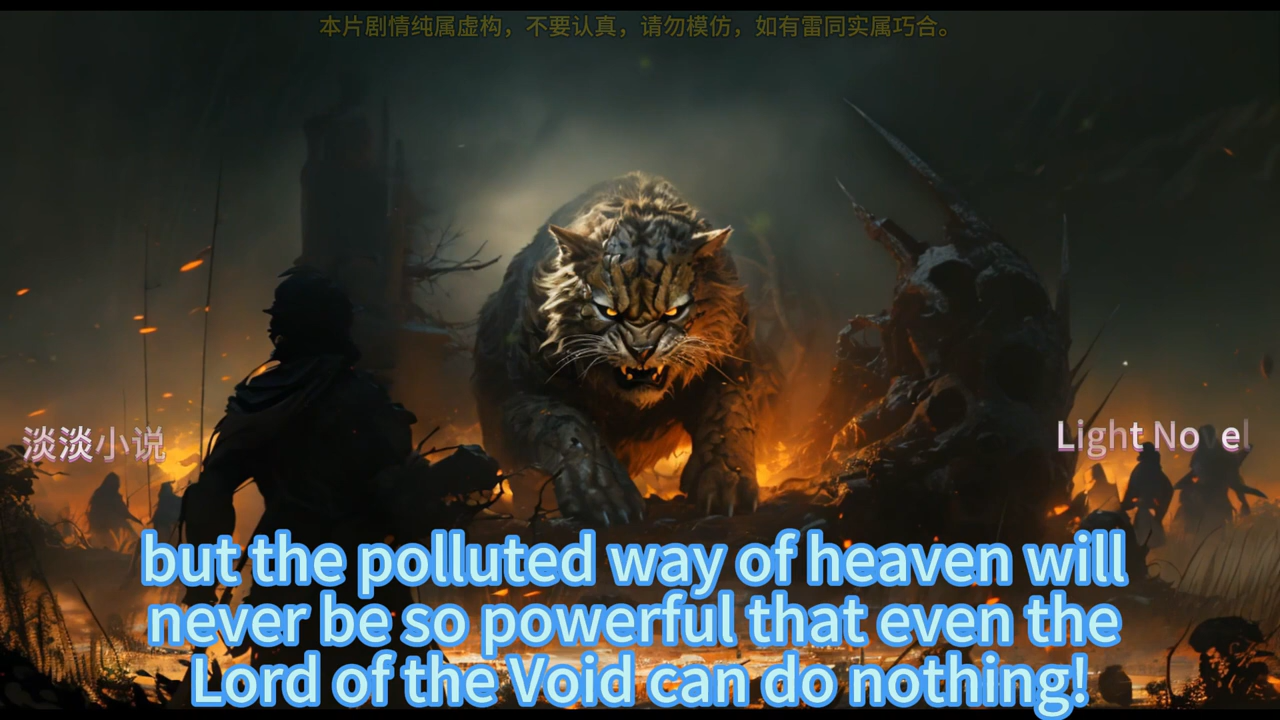 本片剧情纯属虚构，不要认真，请勿模仿，如有雷同实属巧合。
淡淡小说
Light No el
but the polluted way of heaven will
never be so powerful that even the
Lord of the Void can do nothing!